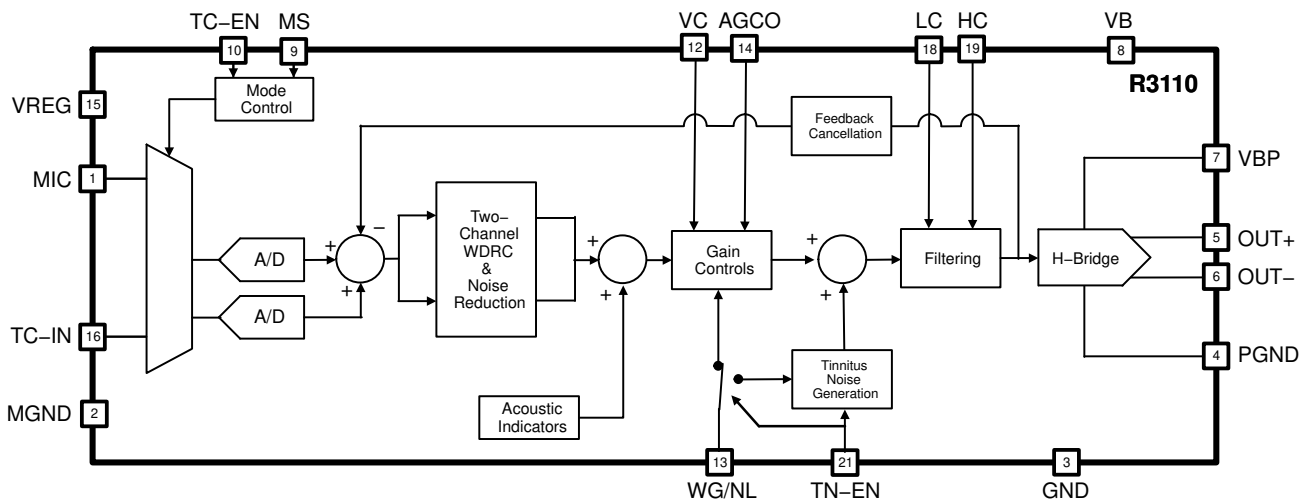 TC−EN
MS
VC
AGCO
LC
HC
VB
10
9
12
14
18
19
8
R3110
Mode
Control
VREG
15
Feedback
Cancellation
MIC
1
7
VBP
−
Two−
Channel
WDRC
&
Noise
Reduction
+
A/D
+
+
A/D
+
+
Gain
Controls
+
+
Filtering
H−Bridge
5
OUT+
6
OUT−
TC−IN
16
4
PGND
Tinnitus
Noise
Generation
MGND
2
Acoustic
Indicators
13
21
3
WG/NL
TN−EN
GND